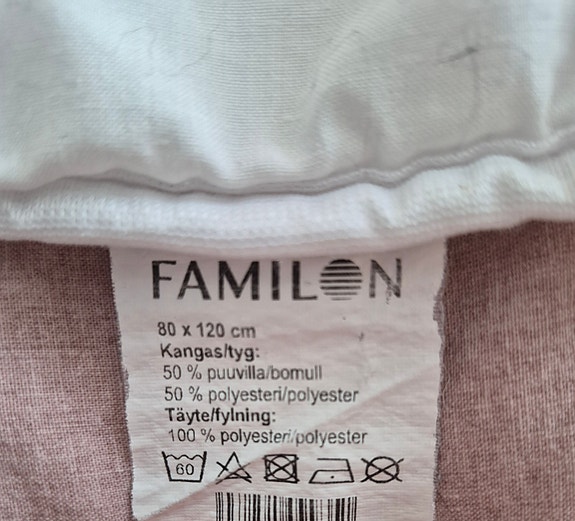 FAMILON
80 x 120 cm
Kangas/tyg:
50 % puuvilla/bomull
50 % polyesteri/polyester
Täyte/fylning:
100 % polyesteri/polyester
60